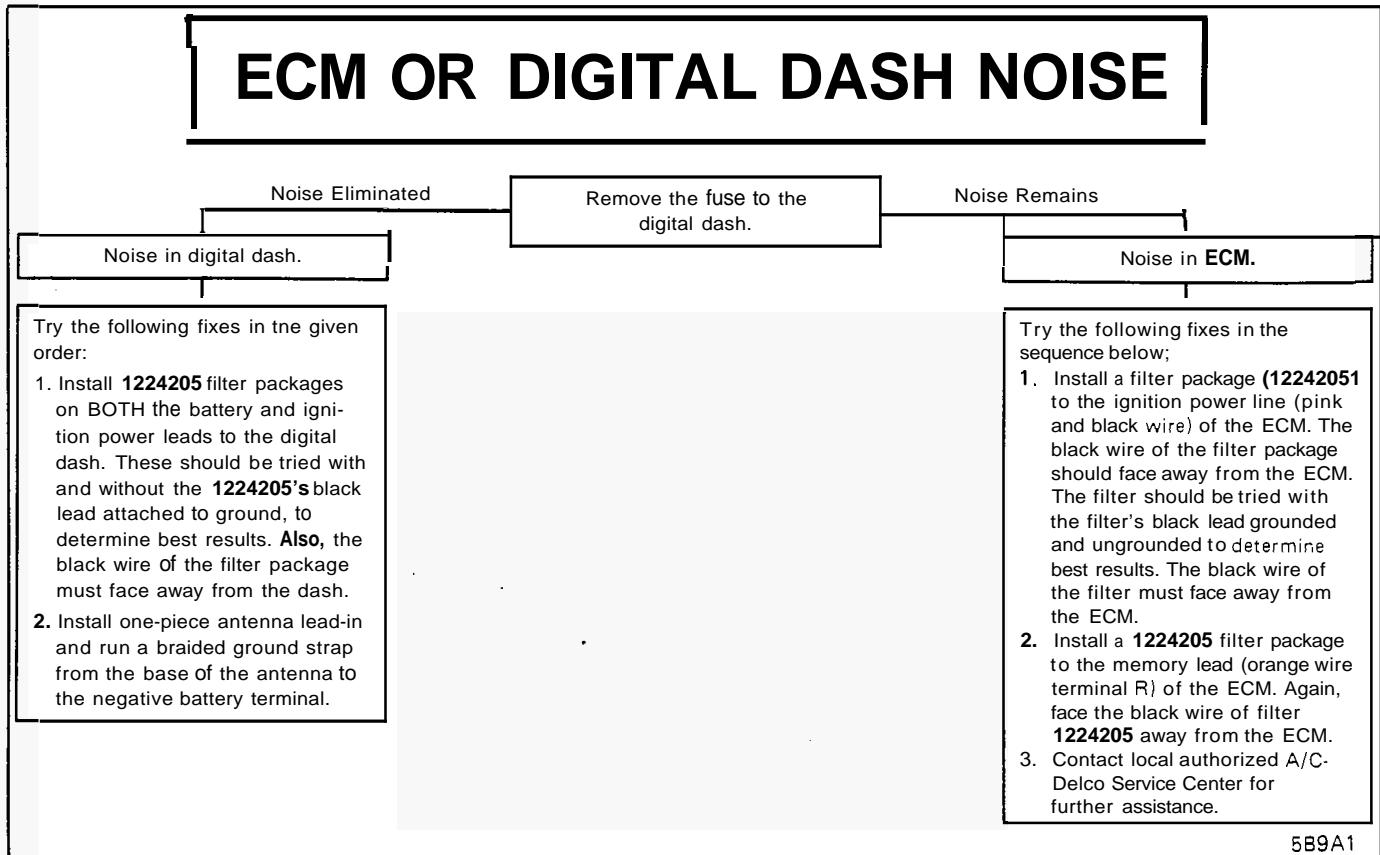 ECM OR DIGITAL DASH NOISE
Noise Eliminated
Remove the fuse to the
digital dash.
Noise Remains
Noise in digital dash.
Noise in ECM.
Try the following fixes in tne given
order:
1. Install 1224205 filter packages
on BOTH the battery and igni-
tion power leads to the digital
dash. These should be tried with
and without the 1224205's black
lead attached to ground, to
determine best results. Also, the
black wire of the filter package
must face away from the dash.
2. Install one-piece antenna lead-in
and run a braided ground strap
from the base of the antenna to
the negative battery terminal.
Try the following fixes in the
sequence below;
1. Install a filter package (12242051
to the ignition power line (pink
and black wire) of the ECM. The
black wire of the filter package
should face away from the ECM.
The filter should be tried with
the filter's black lead grounded
and ungrounded to determine
best results. The black wire of
the filter must face away from
the ECM.
2. Install a 1224205 filter package
to the memory lead (orange wire
terminal R) of the ECM. Again,
face the black wire of filter
1224205 away from the ECM.
3. Contact local authorized A/C-
Delco Service Center for
further assistance.
5B9A1